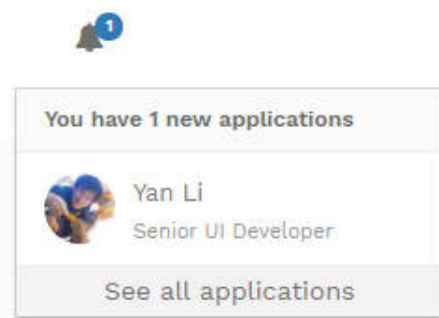 1
You have 1 new applications
Yan Li
Senior UI Developer
See all applications